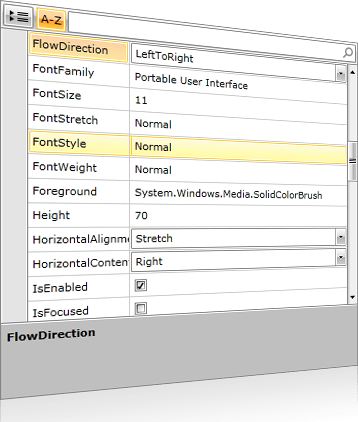 A-Z
FlowDirection LeftToRight
FontFamily Portable User Interface
FontSize 11
FontStretch Normal
FontStyle Normal
FontWeight Normal
Foreground System.Windows.Media.SolidColorBrush
Height 70
HorizontalAlignme Stretch
HorizontalConten Right
IsEnabled
IsFocused
FlowDirection